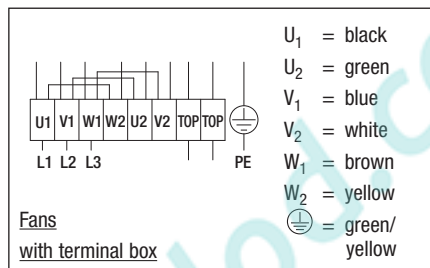 U1 V1 W1 W2 U2 V2 TOP TOP
L1 L2 L3 PE
Fans
with terminal box
U₁ = black
U₂ = green
V₁ = blue
V₂ = white
W₁ = brown
W₂ = yellow
= green/
yellow